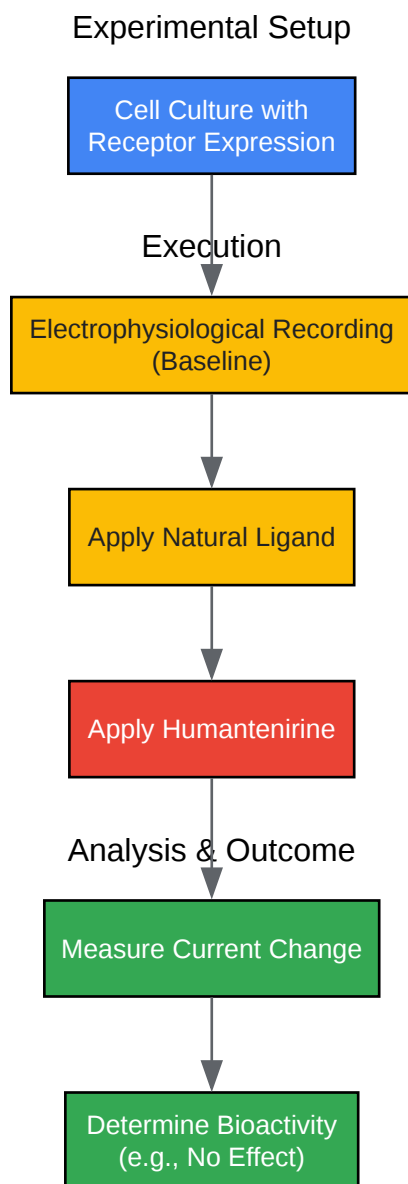 Experimental Setup
Cell Culture with
Receptor Expression
Execution
Electrophysiological Recording
(Baseline)
Apply Natural Ligand
Apply Humantenirine
Analysis & Outcome
Measure Current Change
Determine Bioactivity
(e.g., No Effect)